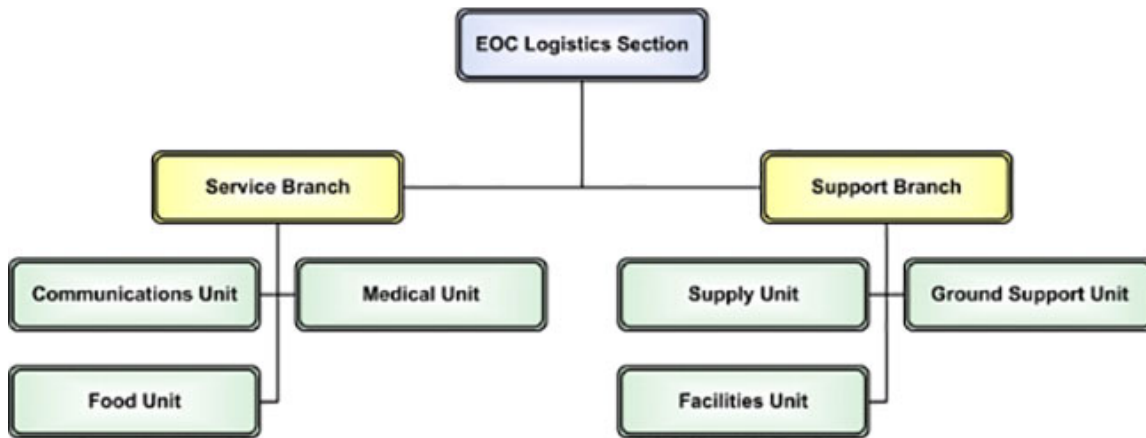 EOC Logistics Section
Service Branch
Support Branch
Communications Unit
Medical Unit
Supply Unit
Ground Support Unit
Food Unit
Facilities Unit